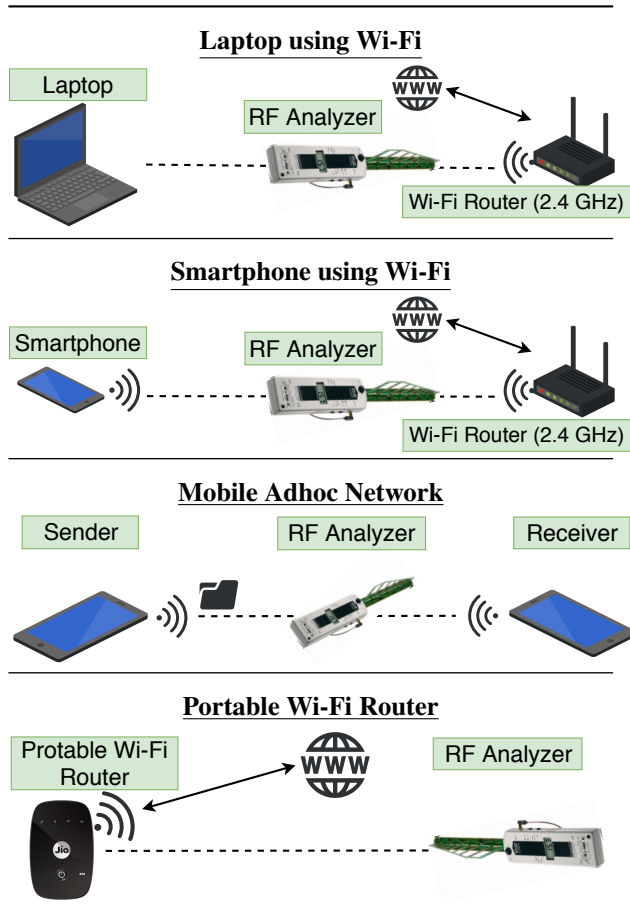 Laptop using Wi-Fi
Laptop
WWW
RF Analyzer
Wi-Fi Router (2.4 GHz)
Smartphone using Wi-Fi
WWW
Smartphone
RF Analyzer
Wi-Fi Router (2.4 GHz)
Mobile Adhoc Network
Sender
RF Analyzer
Receiver
Portable Wi-Fi Router
Protable Wi-Fi
Router
WWW
RF Analyzer
Jio